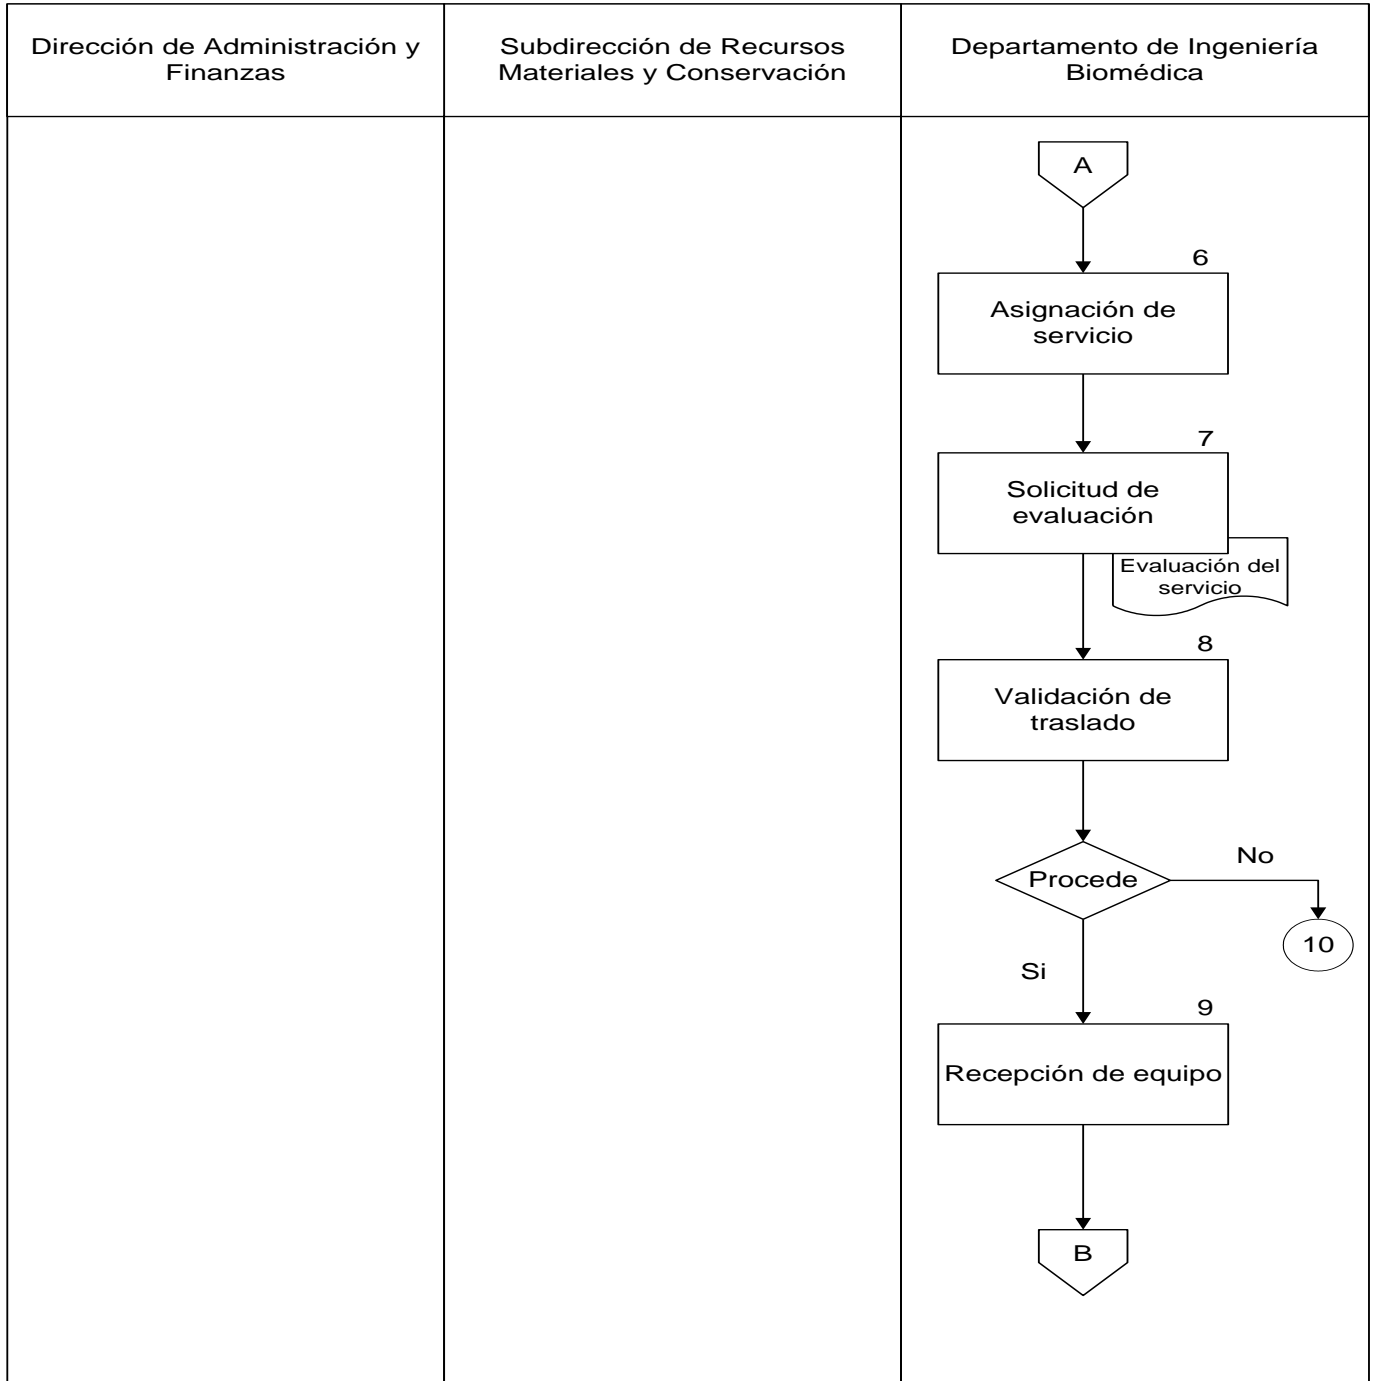 Dirección de Administración y
Finanzas
Subdirección de Recursos
Materiales y Conservación
Departamento de Ingeniería
Biomédica
A
6
Asignación de
servicio
7
Solicitud de
evaluación
Evaluación del
servicio
8
Validación de
traslado
Procede
No
10
Si
9
Recepción de equipo
B